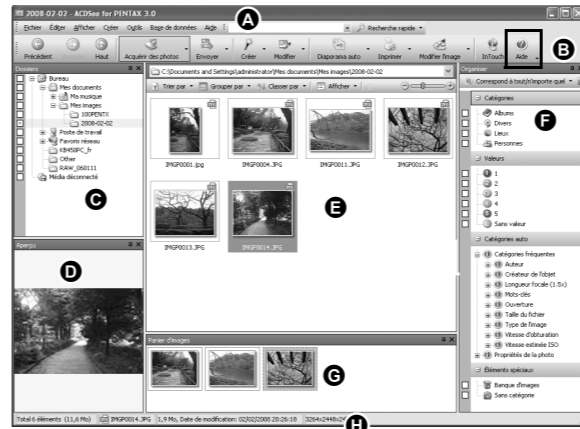 2008-02-02 - ACDSee for PENTAX 3.0
A
Fichier Éditer Afficher Créer Outils Base de données Aide
Recherche rapide
B
Précédent
Haut
Acquérir des photos
Envoyer
Créer
Modifier
Diaporama auto
Imprimer
Modifier l'image
InTouch
Aide
Dossiers
Bureau
Mes documents
Ma musique
Mes images
100PENTX
2008-02-02
Poste de travail
Favoris réseau
KB458PC_fr
Other
RAW_060111
Média déconnecté
C
Aperçu
D
C:\Documents and Settings\administrator\Mes documents\Mes images\2008-02-02
Trier par
Grouper par
Classer par
Afficher
IMGP0001.jpg
IMGP0004.JPG
IMGP0011.JPG
IMGP0012.JPG
IMGP0013.JPG
IMGP0014.JPG
E
Panier d'images
G
Organiser
Correspond à tout/n'importe quel
Catégories
F
Albums
Divers
Lieux
Personnes
Valeurs
1
2
3
4
5
Sans valeur
Catégories auto
Catégories fréquentes
Auteur
Créateur de l'objet
Longueur focale (1.5x)
Mots-clés
Ouverture
Taille du fichier
Type de l'image
Vitesse d'obturation
Vitesse estimée ISO
Propriétés de la photo
Éléments spéciaux
Banque d'images
Sans catégorie
Total 6 éléments (11,6 Mo)
IMGP0014.JPG
1,9 Mo, Date de modification: 02/02/2008 20:26:18
H